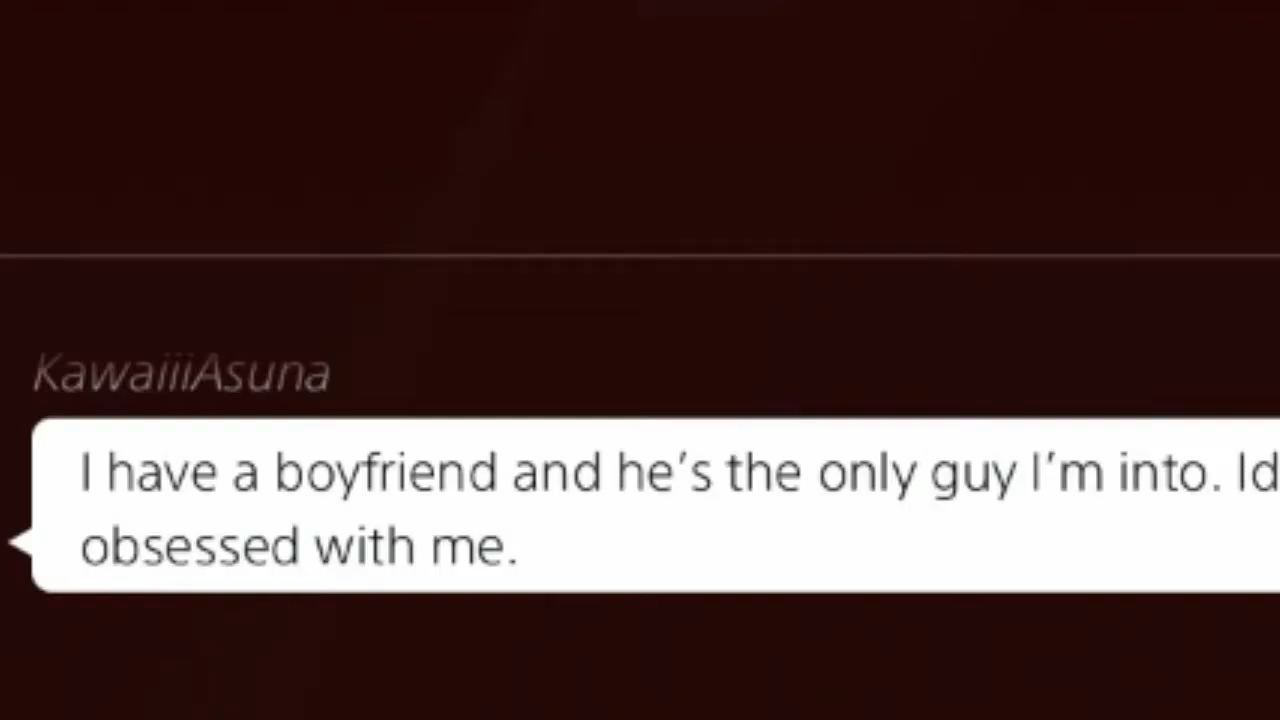 KawaiiiAsuna
I have a boyfriend and he's the only guy I'm into.
obsessed with me.